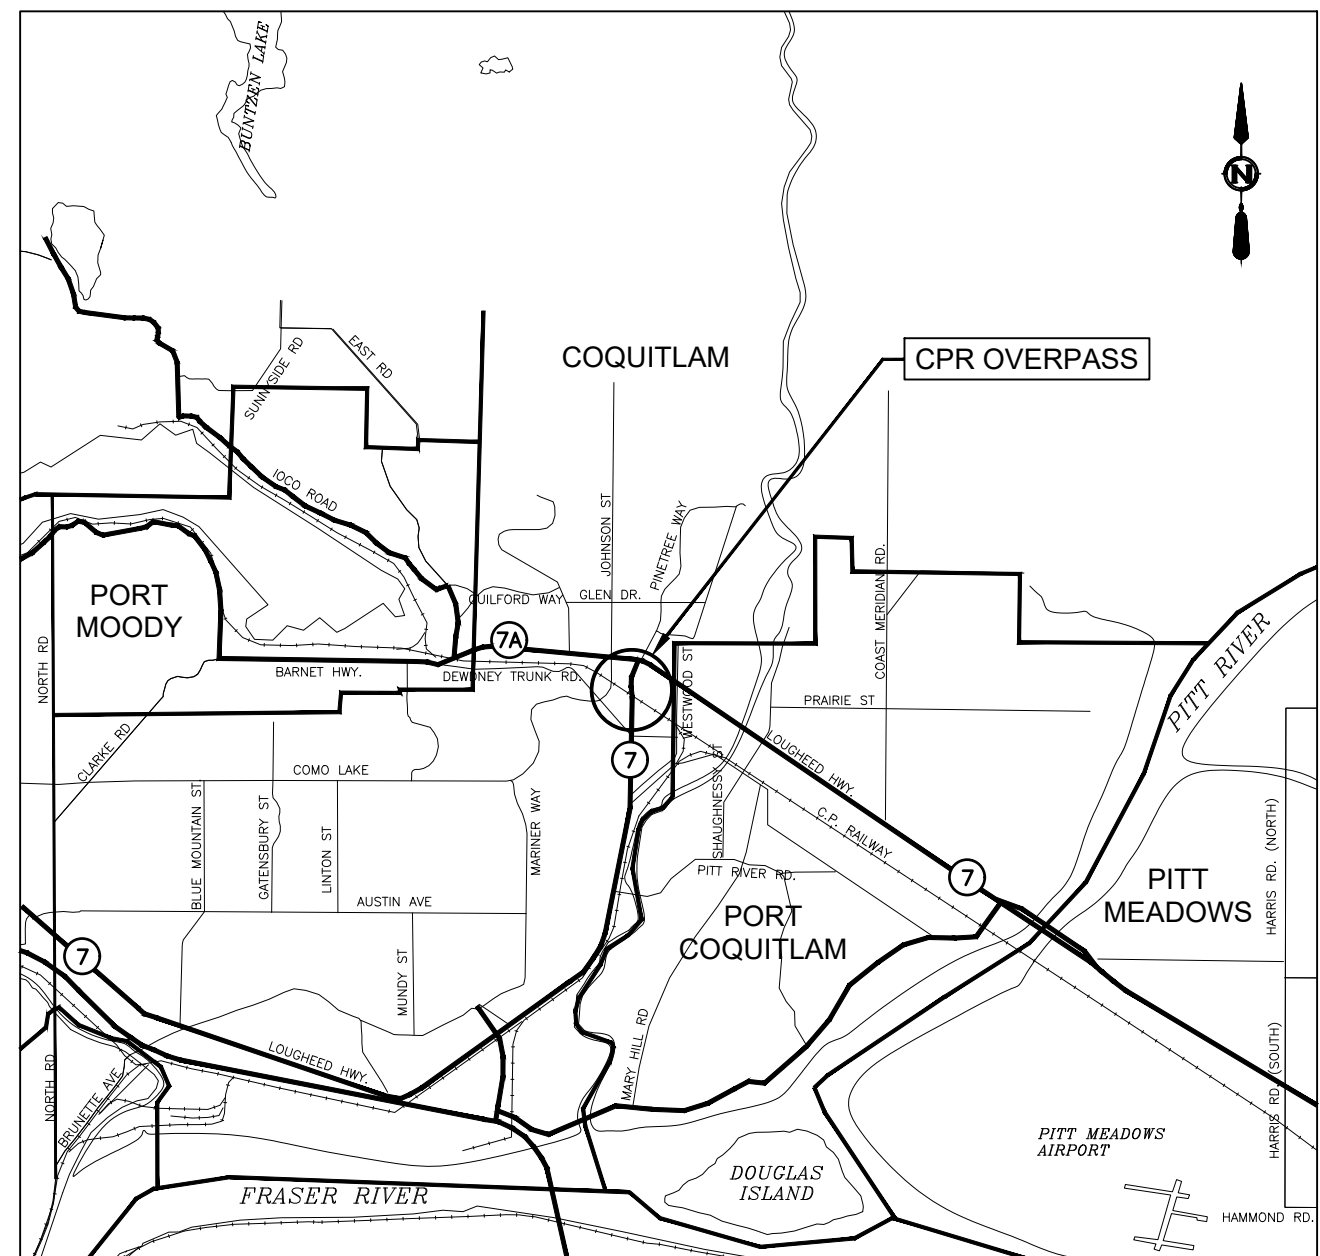 BUNTZEN LAKE
N
SUNNYSIDE RD
EAST RD
COQUITLAM
CPR OVERPASS
IOCO ROAD
JOHNSON ST
PINETREE WAY
COAST MERIDIAN RD.
PORT
MOODY
GUILFORD WAY
GLEN DR.
7A
NORTH RD
BARNET HWY.
DEWDNEY TRUNK RD.
WESTWOOD ST
PRAIRIE ST
PITT RIVER
CLARKE RD
7
LOUGHEED HWY.
COMO LAKE
SHAUGHNESSY ST
C.P. RAILWAY
BLUE MOUNTAIN ST
GATENSBURY ST
LINTON ST
MARINER WAY
PITT RIVER RD.
7
PITT
MEADOWS
HARRIS RD. (NORTH)
AUSTIN AVE
PORT
COQUITLAM
7
MUNDY ST
LOUGHEED HWY.
MARY HILL RD
NORTH RD
BRUNETTE AVE
HARRIS RD. (SOUTH)
PITT MEADOWS
AIRPORT
DOUGLAS
ISLAND
FRASER RIVER
HAMMOND RD.